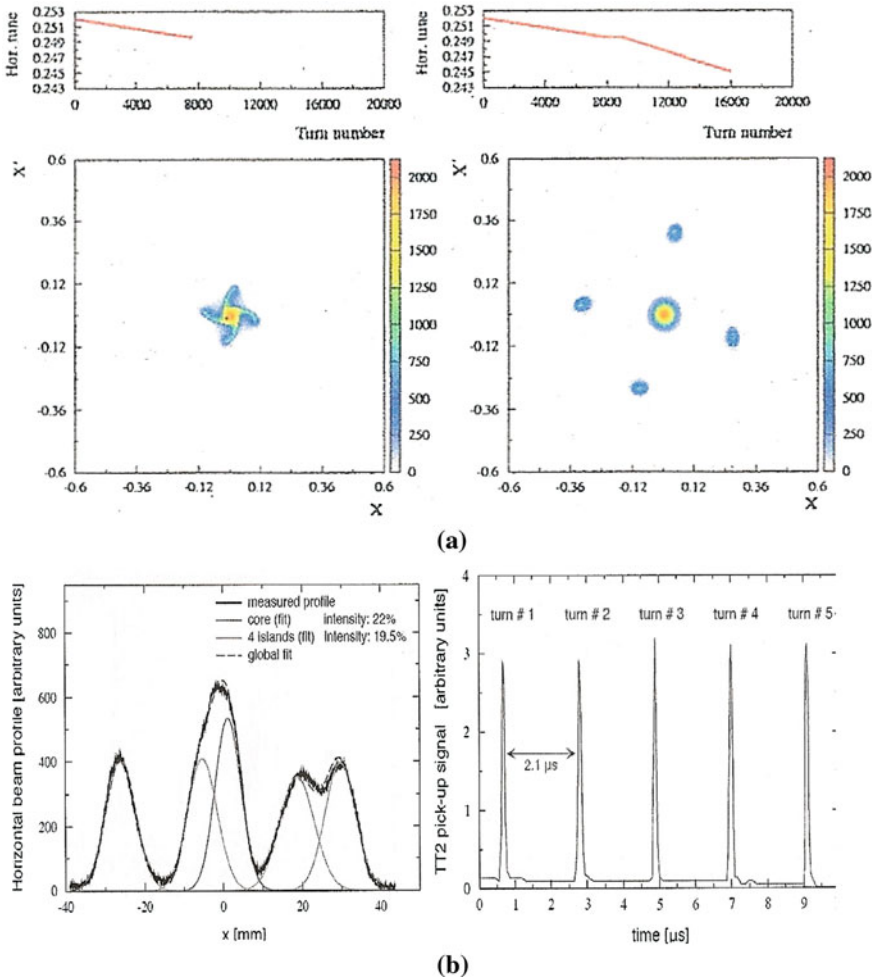 Hor. tune
0.253
0.251
0.249
0.247
0.245
0.243
0 4000 8000 12000 16000 20000
Turn number
Hor. tune
0.253
0.251
0.249
0.247
0.245
0.243
0 4000 8000 12000 16000 20000
Turn number
X'
0.6
0.36
0.12
-0.12
-0.36
-0.6
-0.6 -0.36 -0.12 0.12 0.36 0.6
X
2000
1750
1500
1250
1000
750
500
250
0
X'
0.6
0.36
0.12
-0.12
-0.36
-0.6
-0.6 -0.36 -0.12 0.12 0.36 0.6
X
2000
1750
1500
1250
1000
750
500
250
0
(a)
Horizontal beam profile [arbitrary units]
800
600
400
200
0
-40 -20 0 20 40
x [mm]
measured profile
core (fit) intensity: 22%
4 islands (fit) Intensity: 19.5%
global fit
TT2 pick-up signal [arbitrary units]
4
3
2
1
0
0 1 2 3 4 5 6 7 8 9
time [µs]
turn # 1 turn # 2 turn # 3 turn # 4 turn # 5
2.1 µs
(b)